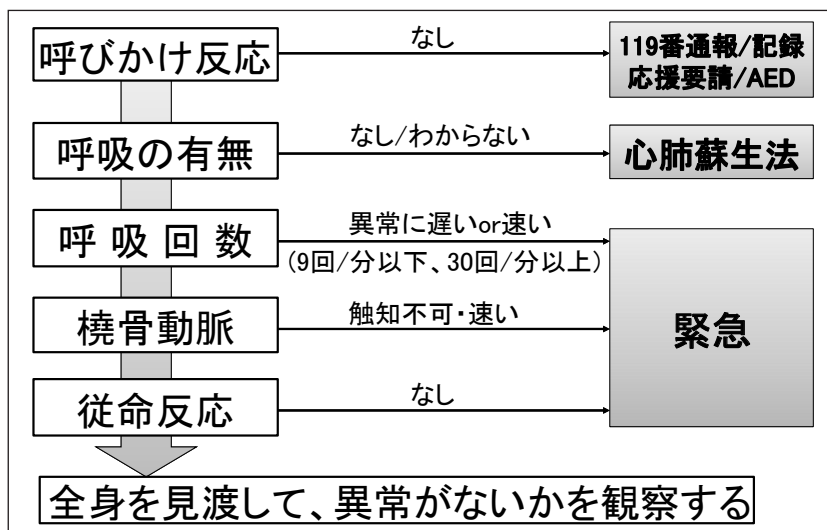 呼びかけ反応
なし
119番通報/記録
応援要請/AED
呼吸の有無
なし/わからない
心肺蘇生法
呼吸回数
異常に遅いor速い
(9回/分以下、30回/分以上)
橈骨動脈
触知不可・速い
緊急
従命反応
なし
全身を見渡して、異常がないかを観察する